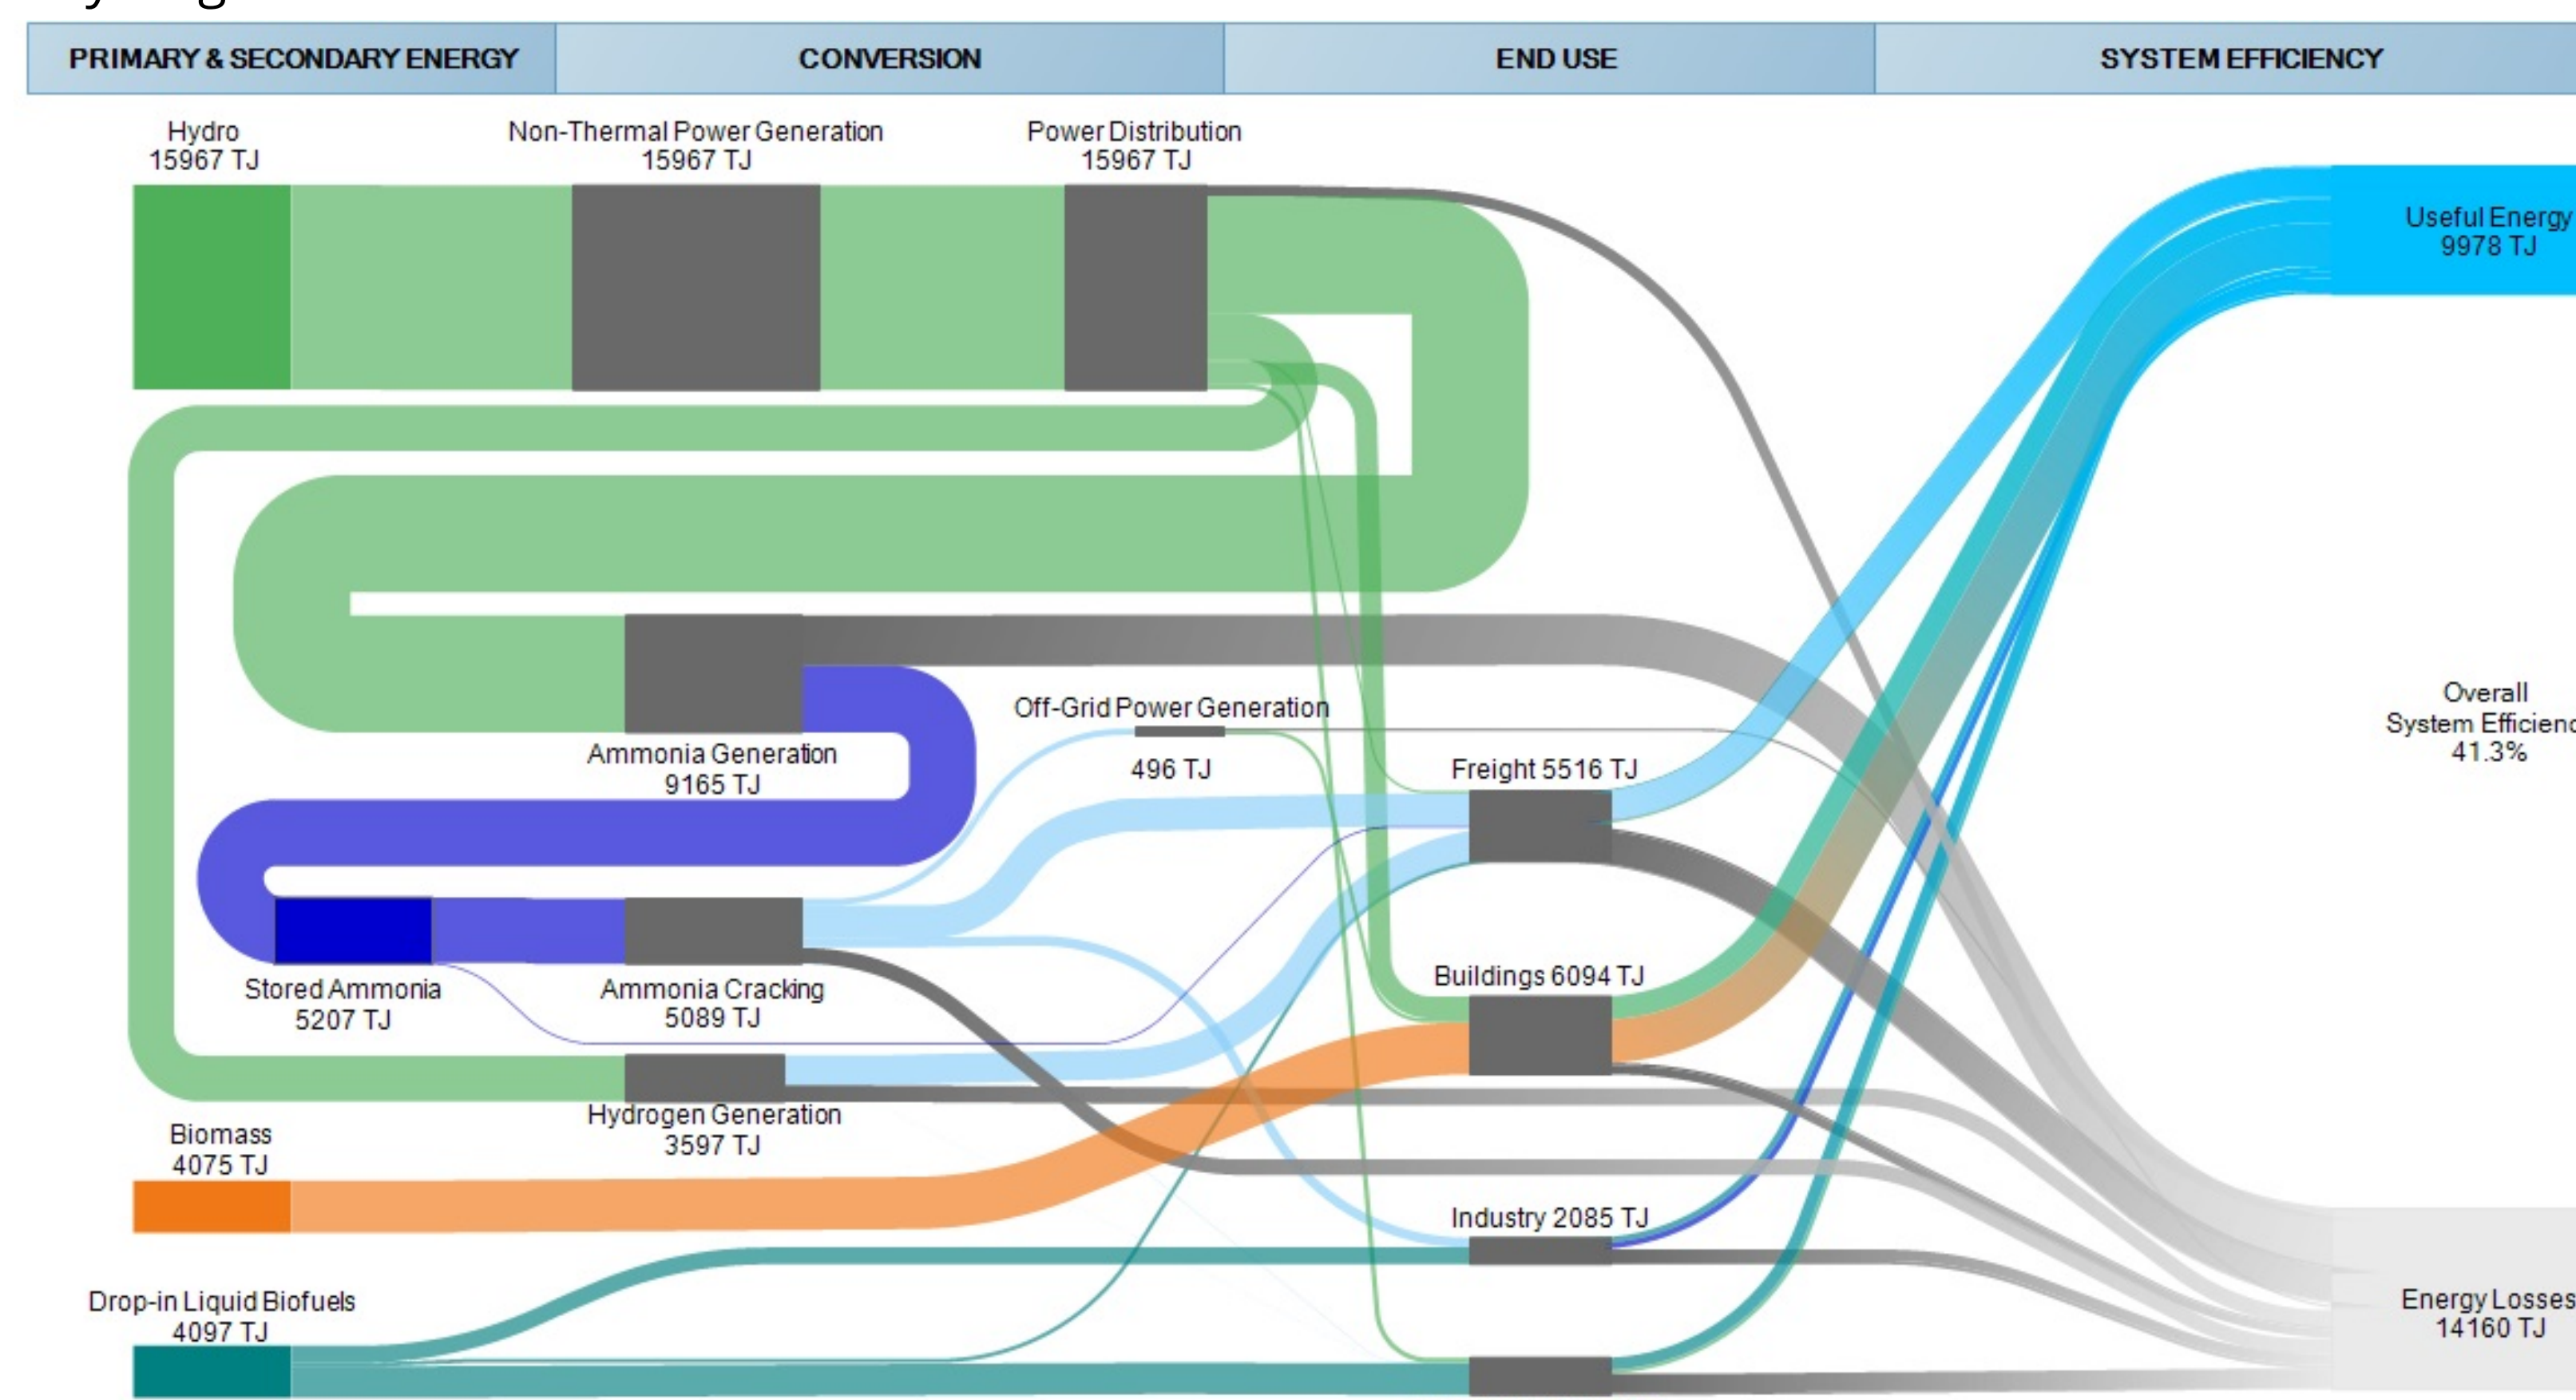 PRIMARY & SECONDARY ENERGY
CONVERSION
END USE
SYSTEM EFFICIENCY
Hydro
15967 TJ
Non-Thermal Power Generation
15967 TJ
Power Distribution
15967 TJ
Useful Energy
9978 TJ
Overall
System Efficienc
41.3%
Ammonia Generation
9165 TJ
Off-Grid Power Generation
496 TJ
Freight 5516 TJ
Stored Ammonia
5207 TJ
Ammonia Cracking
5089 TJ
Buildings 6094 TJ
Hydrogen Generation
3597 TJ
Biomass
4075 TJ
Industry 2085 TJ
Drop-in Liquid Biofuels
4097 TJ
Energy Losses
14160 TJ